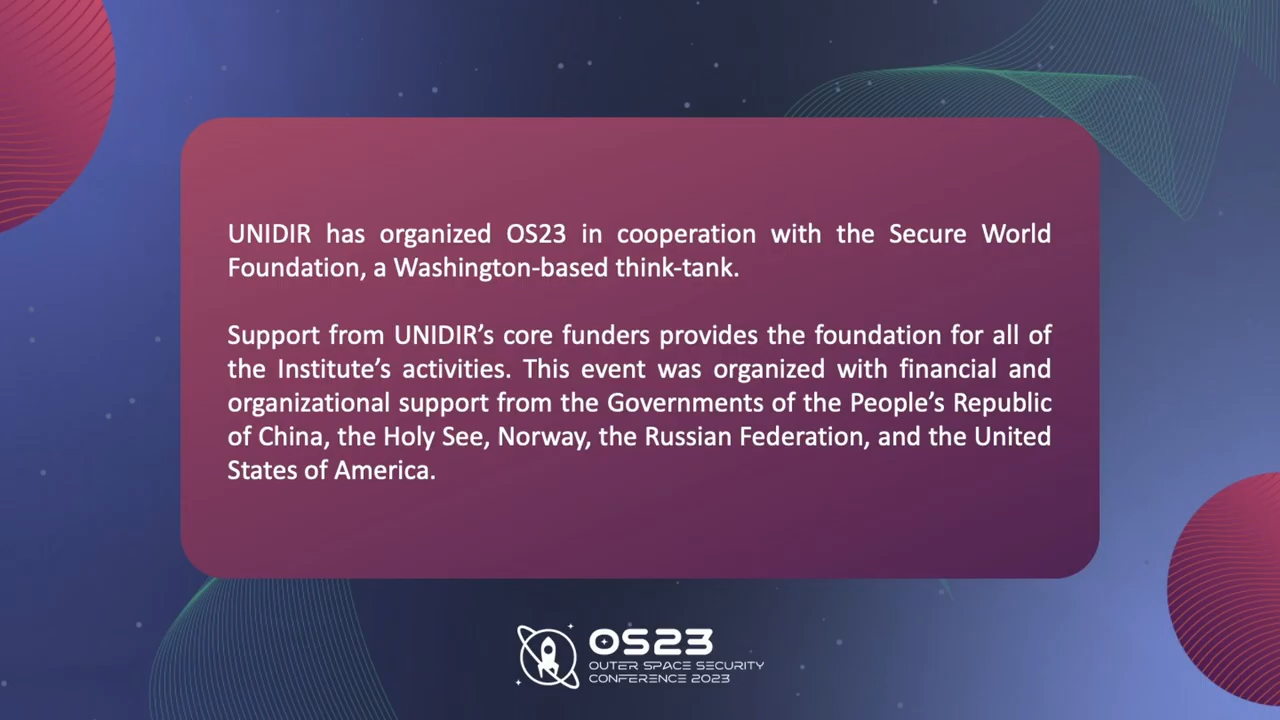 UNIDIR has organized OS23 in cooperation with the Secure World
Foundation, a Washington-based think-tank.
Support from UNIDIR’s core funders provides the foundation for all of
the Institute’s activities. This event was organized with financial and
organizational support from the Governments of the People’s Republic
of China, the Holy See, Norway, the Russian Federation, and the United
States of America.
OS23
OUTER SPACE SECURITY
CONFERENCE 2023